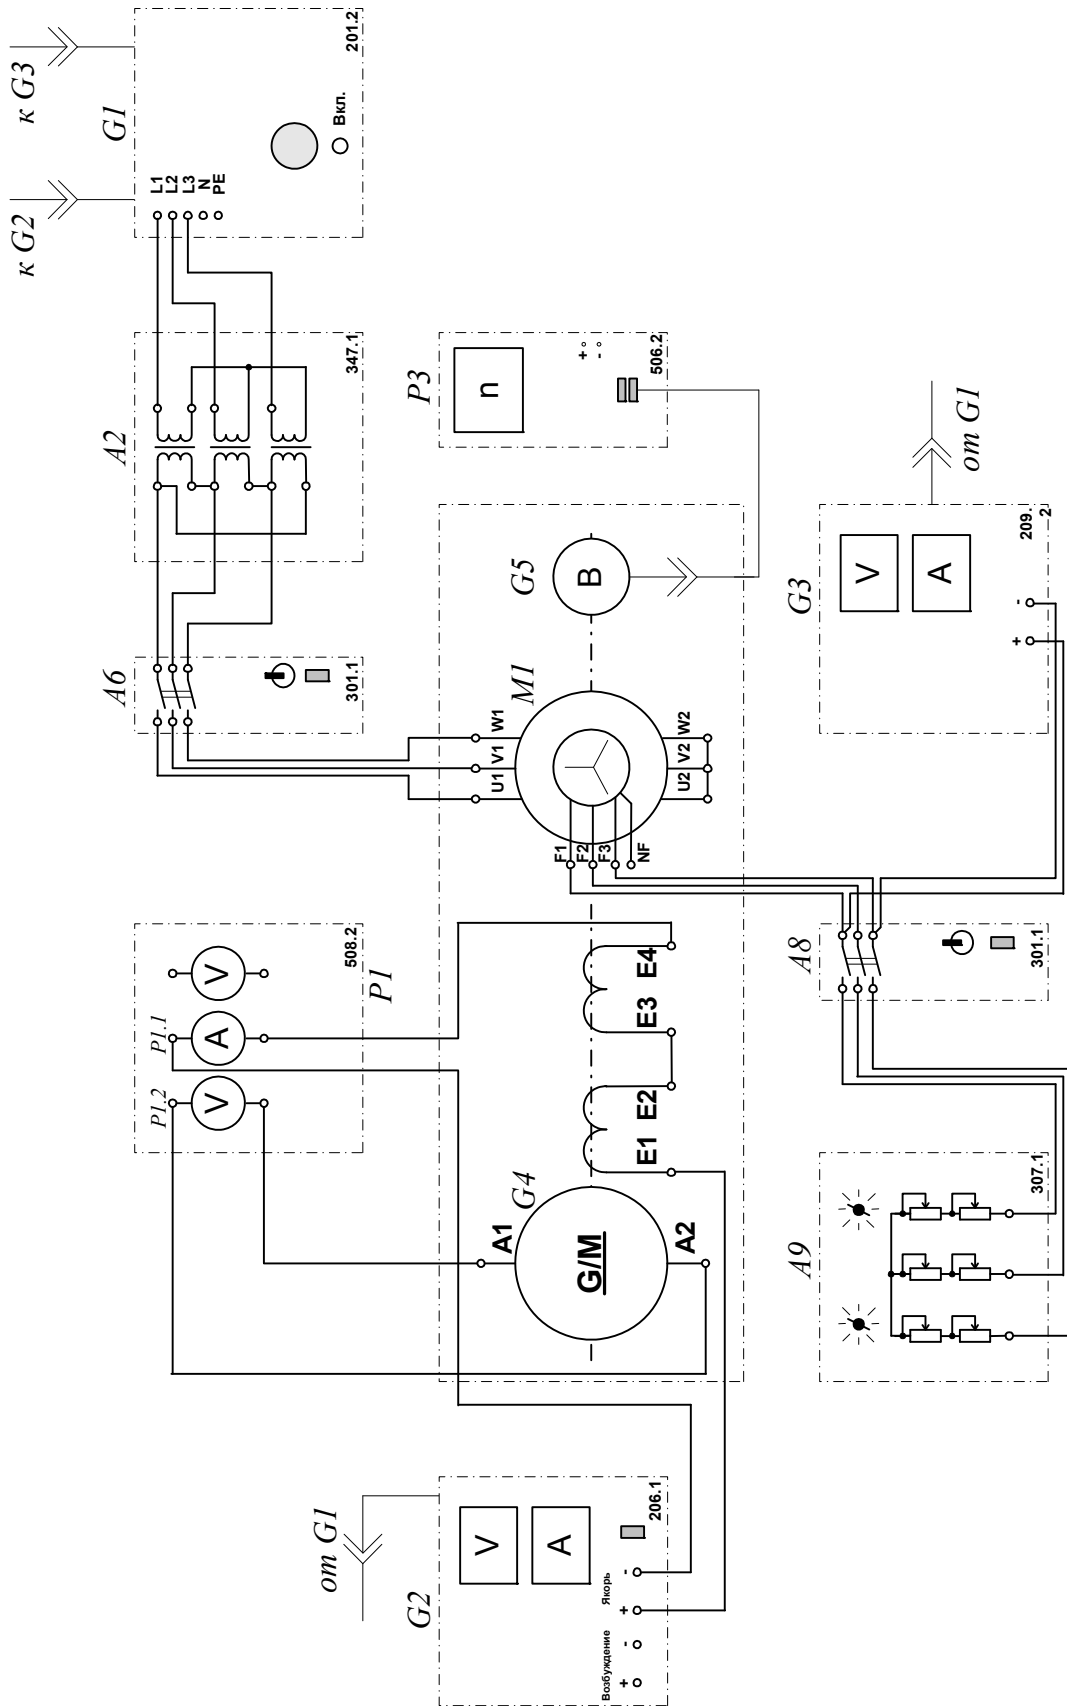 к G3
G1
к G2
201.2
Вкл.
L1
L2
L3
N
PE
A2
347.1
P3
n
+
-
506.2
A6
301.1
G5
B
M1
U1
V1
W1
U2
V2
W2
F1
F2
F3
NF
от G1
G3
V
A
209.
2
-
+
P1
508.2
V
P1.1
A
P1.2
V
E4
E3
E2
E1
G4
A1
G/M
A2
A8
301.1
A9
307.1
от G1
G2
V
A
206.1
Якорь
-
+
Возбуждение
-
+